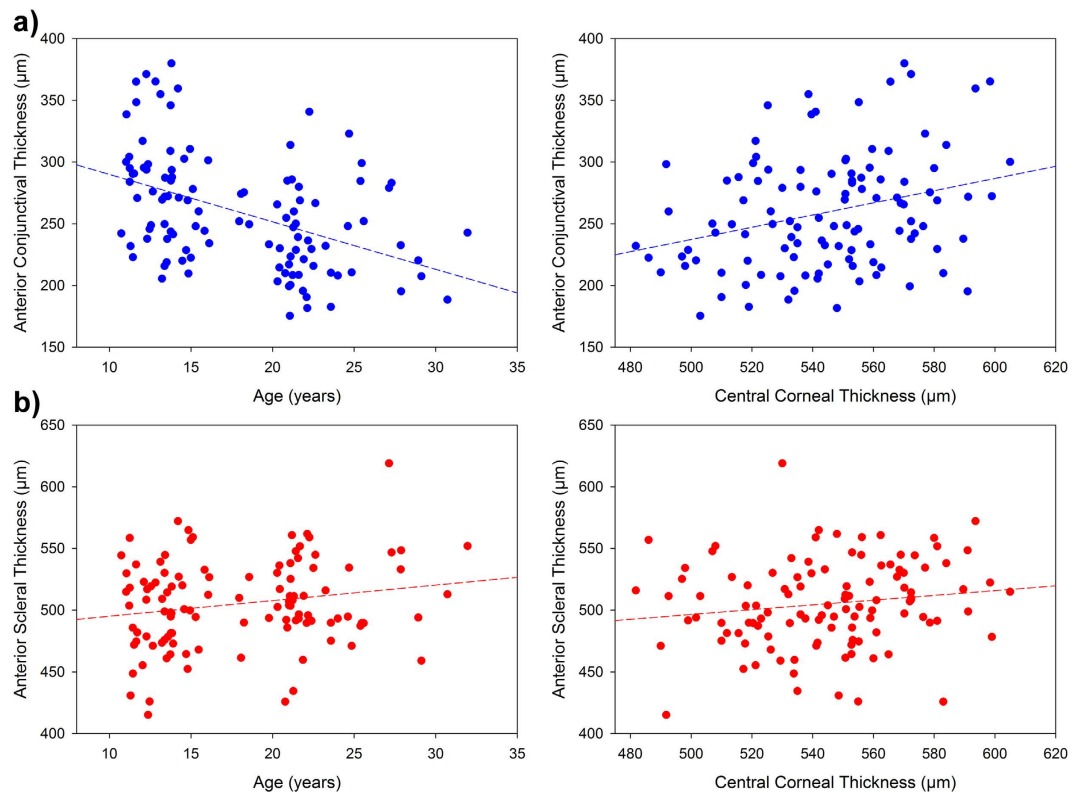 a)
Anterior Conjunctival Thickness (µm)
400
350
300
250
200
150
10 15 20 25 30 35
Age (years)
Anterior Conjunctival Thickness (µm)
400
350
300
250
200
150
480 500 520 540 560 580 600 620
Central Corneal Thickness (µm)
b)
Anterior Scleral Thickness (µm)
650
600
550
500
450
400
10 15 20 25 30 35
Age (years)
Anterior Scleral Thickness (µm)
650
600
550
500
450
400
480 500 520 540 560 580 600 620
Central Corneal Thickness (µm)